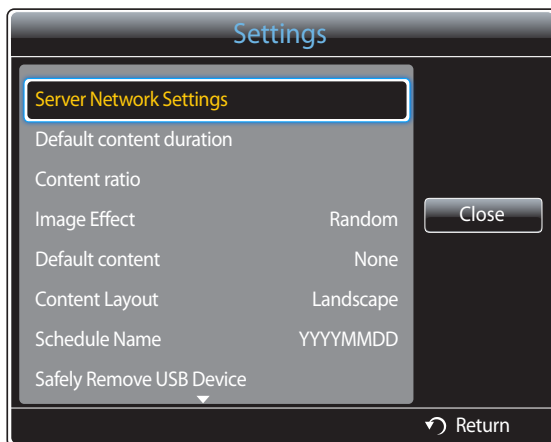 Settings
Server Network Settings
Default content duration
Content ratio
Image Effect Random
Default content None
Content Layout Landscape
Schedule Name YYYYMMDD
Safely Remove USB Device
Close
Return